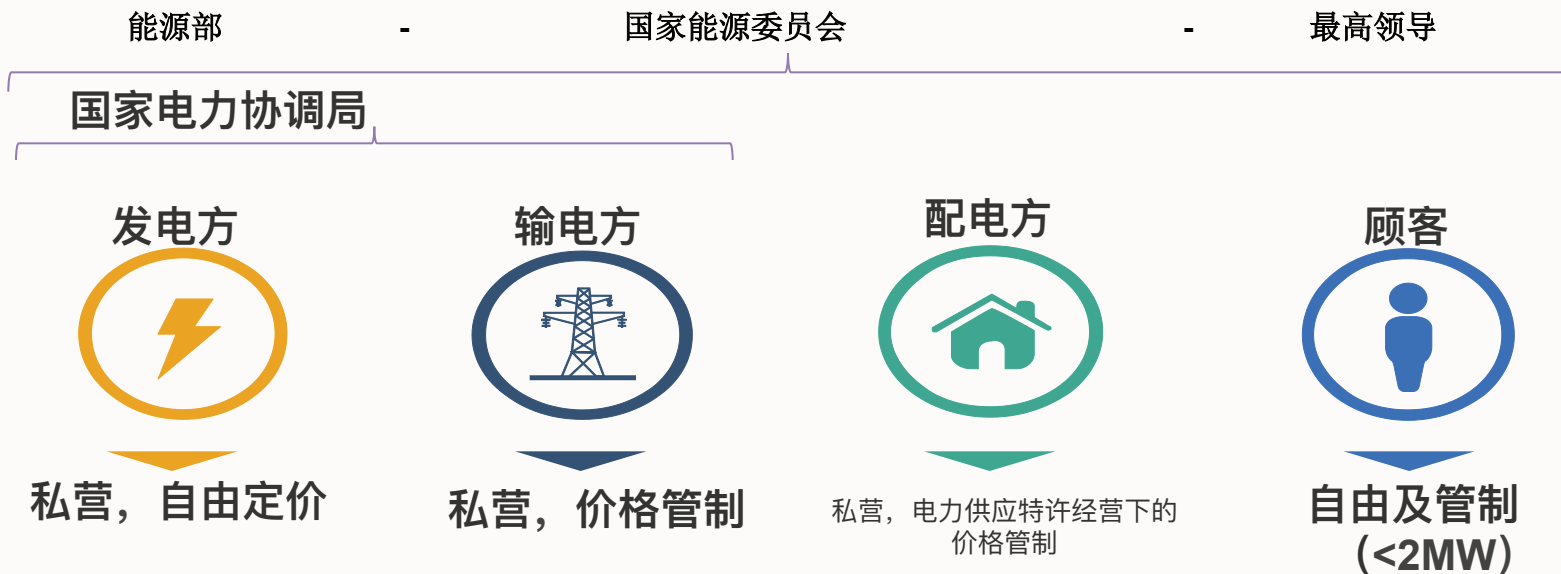 能源部 - 国家能源委员会 - 最高领导
国家电力协调局
发电方
输电方
配电方
顾客
私营，自由定价
私营，价格管制
私营，电力供应特许经营下的
价格管制
自由及管制
（<2MW）